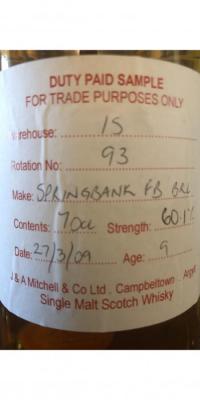 DUTY PAID SAMPLE
FOR TRADE PURPOSES ONLY
Warehouse: 15
Rotation No: 93
Make: SPRINGBANK FB BRL
Contents: 70cl Strength: 60.1%
Date: 27/3/09 Age: 9
J & A Mitchell & Co Ltd . Campbeltown . Argyll
Single Malt Scotch Whisky